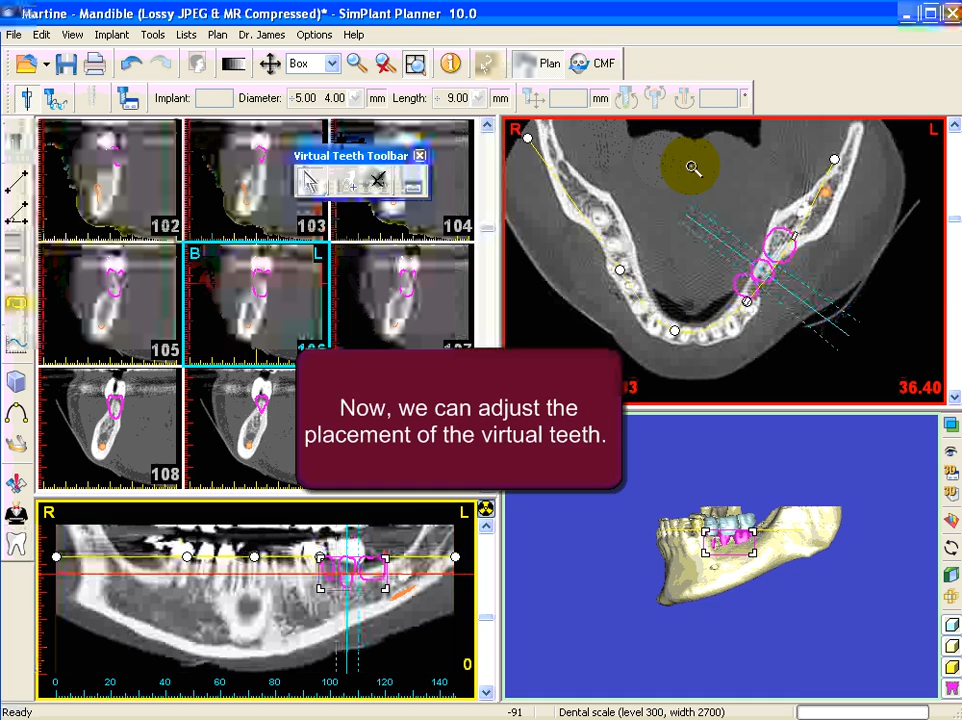 Martine - Mandible (Lossy JPEG & MR Compressed)* - SimPlant Planner 10.0
File Edit View Implant Tools Lists Plan Dr. James Options Help
Box Plan CMF
Implant: Diameter: 5.00 4.00 mm Length: 9.00 mm mm
Virtual Teeth Toolbar
R L
102 103 104
B L
105
Now, we can adjust the
placement of the virtual teeth.
36.40
108
R L
0
0 20 40 60 80 100 120 140
Ready -91 Dental scale (level 300, width 2700)